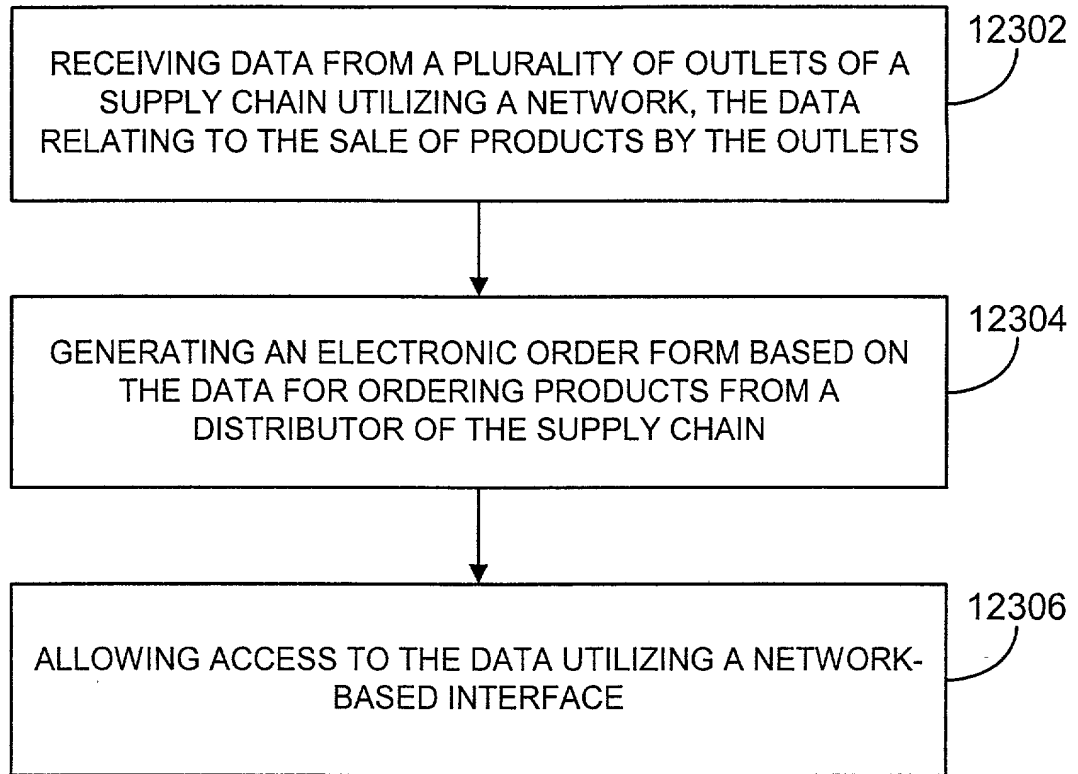 12302
RECEIVING DATA FROM A PLURALITY OF OUTLETS OF A
SUPPLY CHAIN UTILIZING A NETWORK, THE DATA
RELATING TO THE SALE OF PRODUCTS BY THE OUTLETS
12304
GENERATING AN ELECTRONIC ORDER FORM BASED ON
THE DATA FOR ORDERING PRODUCTS FROM A
DISTRIBUTOR OF THE SUPPLY CHAIN
12306
ALLOWING ACCESS TO THE DATA UTILIZING A NETWORK-
BASED INTERFACE